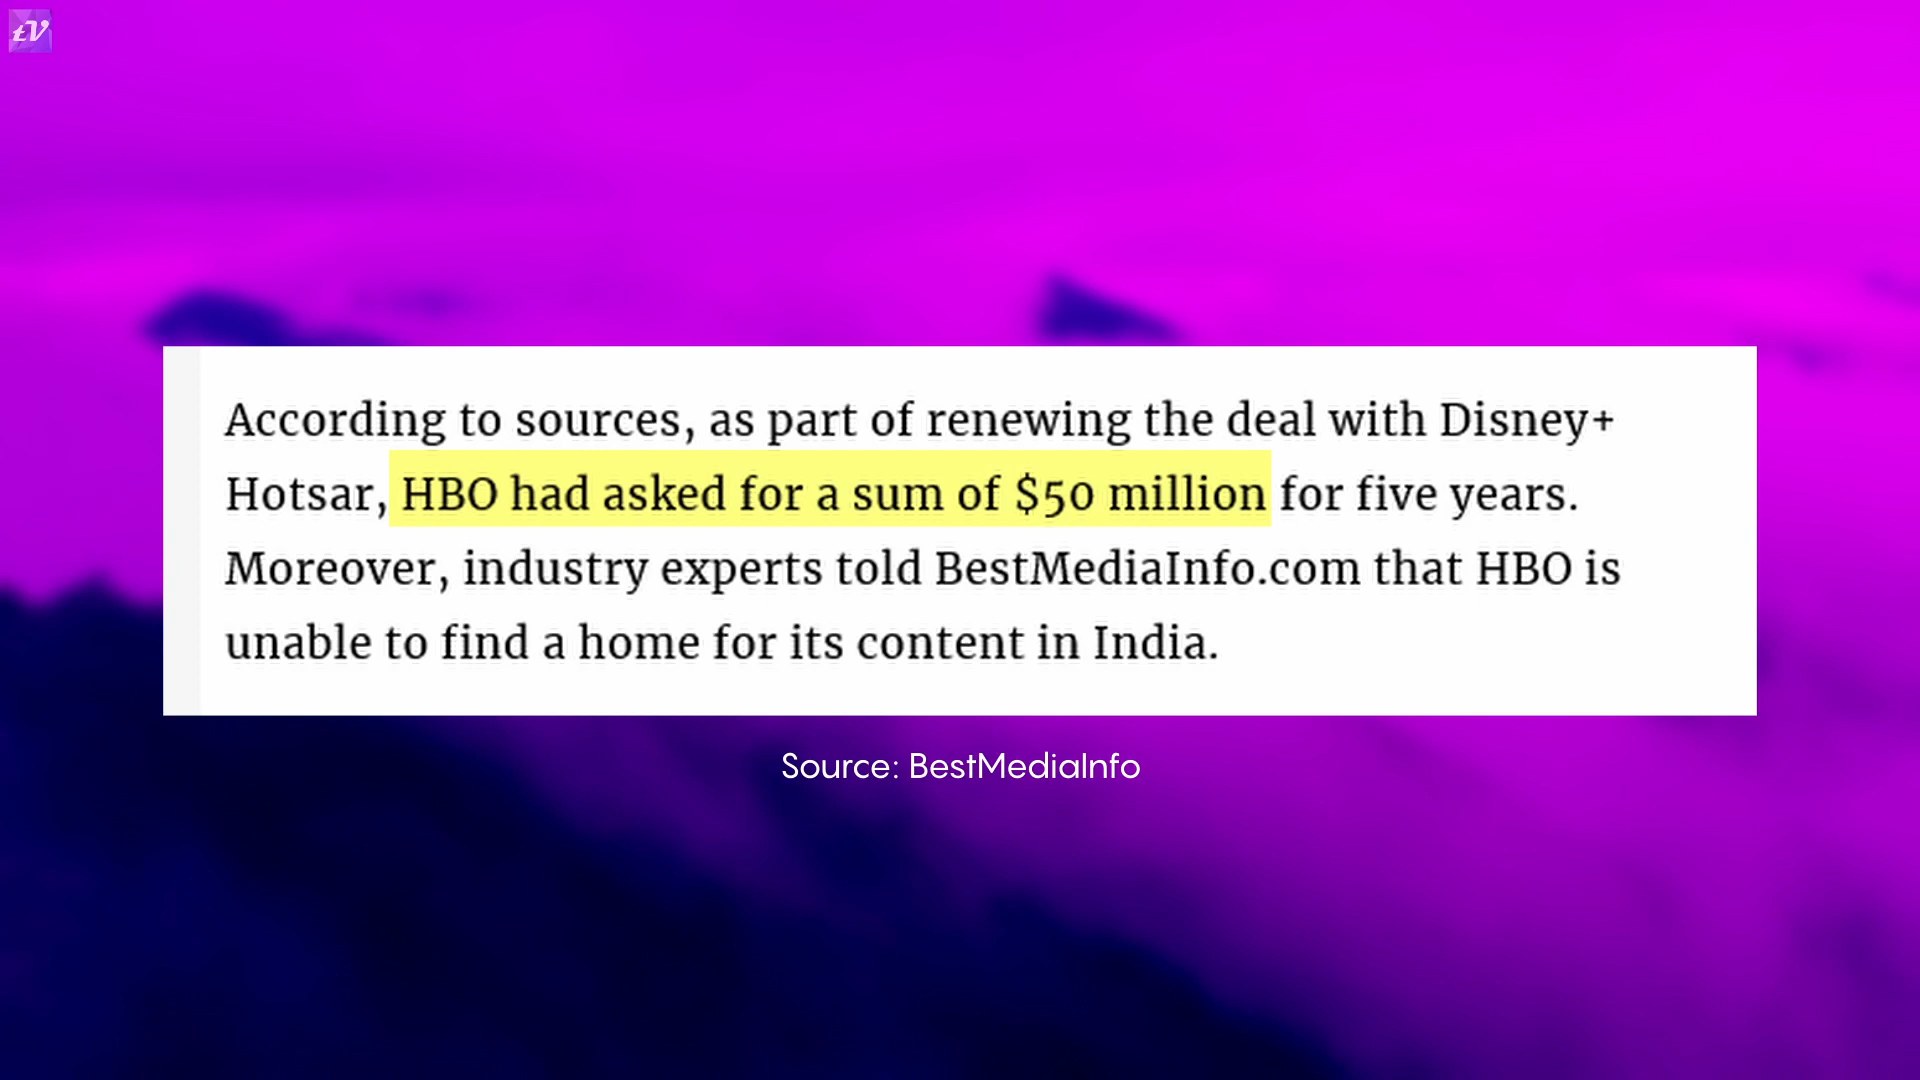 tV
According to sources, as part of renewing the deal with Disney+
Hotsar, HBO had asked for a sum of $50 million for five years.
Moreover, industry experts told BestMediaInfo.com that HBO is
unable to find a home for its content in India.
Source: BestMediaInfo